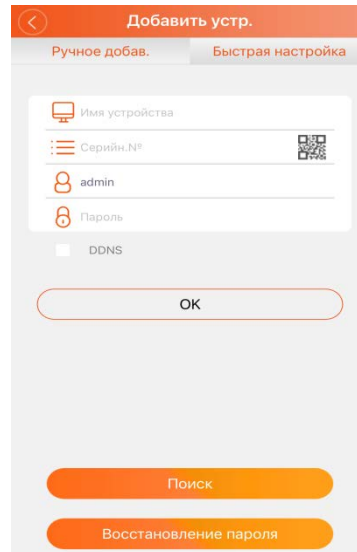 Добавить устр.
Ручное добав. Быстрая настройка
Имя устройства
Серийн.№
admin
Пароль
DDNS
OK
Поиск
Восстановление пароля